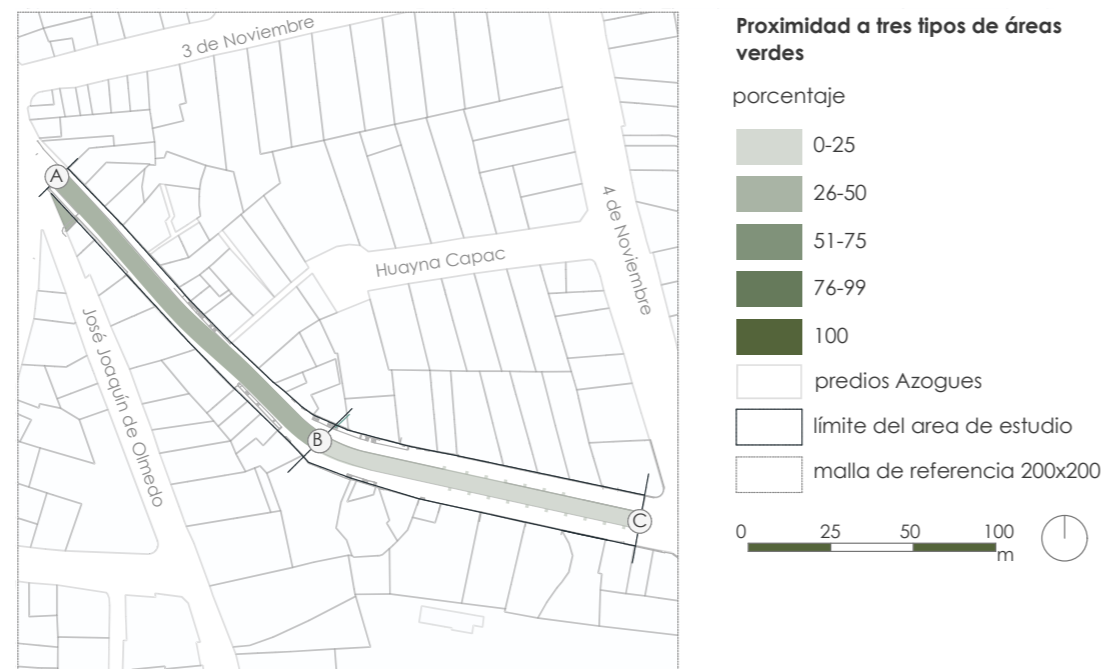 3 de Noviembre
A
4 de Noviembre
Huayna Capac
José Joaquín de Olmedo
B
C
Proximidad a tres tipos de áreas
verdes
porcentaje
0-25
26-50
51-75
76-99
100
predios Azogues
límite del area de estudio
malla de referencia 200x200
0 25 50 100
m